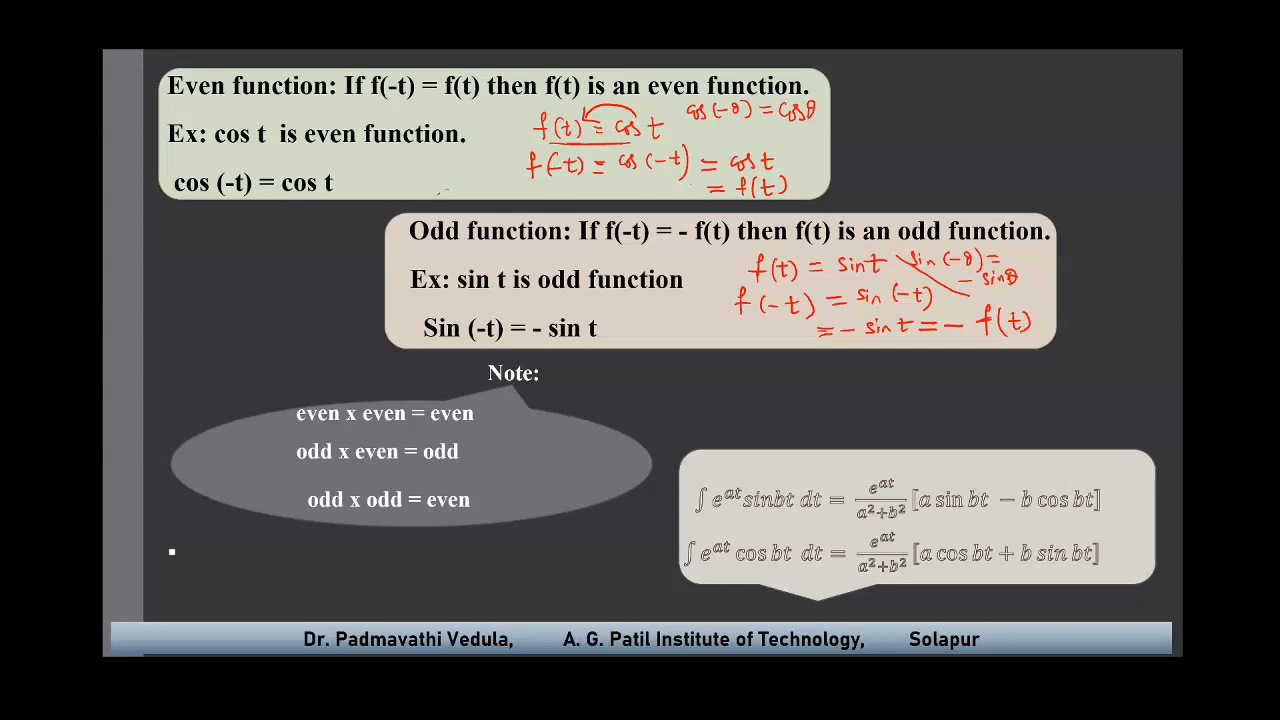 Even function: If f(-t) = f(t) then f(t) is an even function.
f(t) = cos t cos(-θ) = cosθ
Ex: cos t is even function.
f(-t) = cos(-t) = cos t
cos (-t) = cos t
= f(t)
Odd function: If f(-t) = - f(t) then f(t) is an odd function.
f(t) = sin t sin(-θ) =
- sinθ
Ex: sin t is odd function
f(-t) = sin(-t)
Sin (-t) = - sin t
= - sin t = - f(t)
Note:
even x even = even
odd x even = odd
odd x odd = even
∫ e^{at} sinbt dt = e^{at}/(a²+b²) [a sin bt − b cos bt]
∫ e^{at} cos bt dt = e^{at}/(a²+b²) [a cos bt + b sin bt]
Dr. Padmavathi Vedula, A. G. Patil Institute of Technology, Solapur